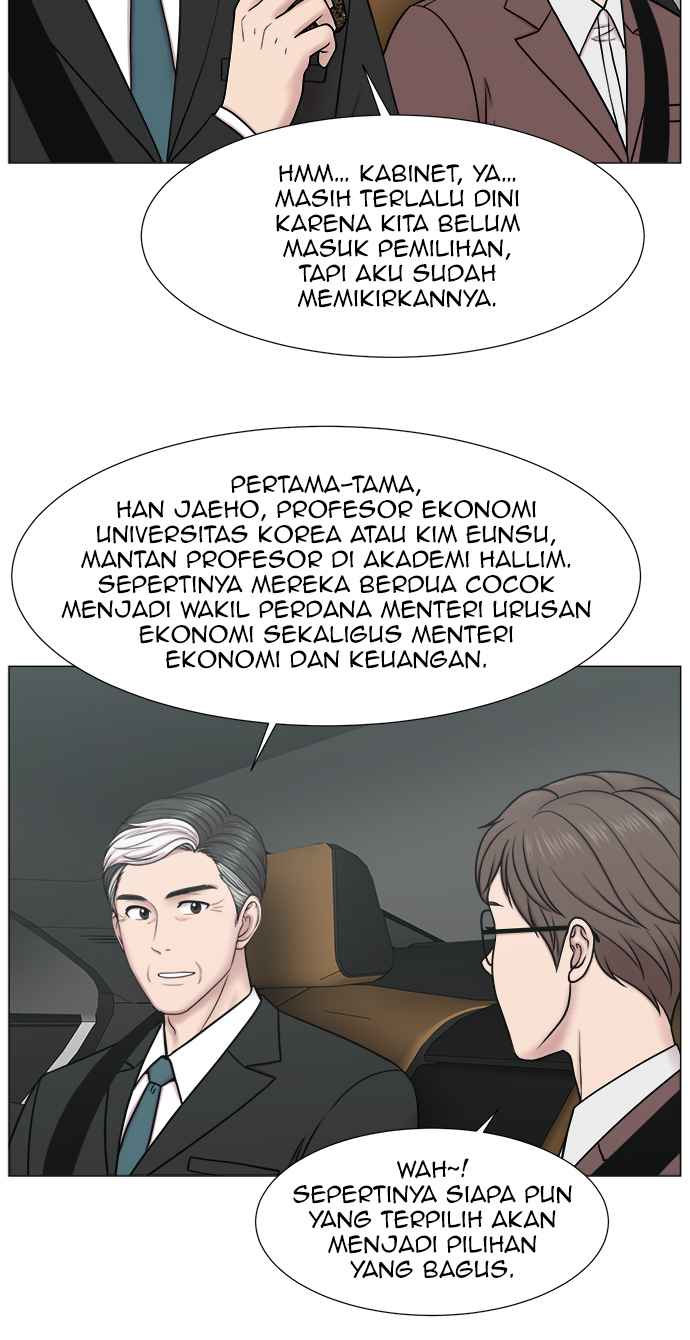 HMM... KABINET, YA...
MASIH TERLALU DINI
KARENA KITA BELUM
MASUK PEMILIHAN,
TAPI AKU SUDAH
MEMIKIRKANNYA.
PERTAMA-TAMA,
HAN JAEHO, PROFESOR EKONOMI
UNIVERSITAS KOREA ATAU KIM EUNSU,
MANTAN PROFESOR DI AKADEMI HALLIM.
SEPERTINYA MEREKA BERDUA COCOK
MENJADI WAKIL PERDANA MENTERI URUSAN
EKONOMI SEKALIGUS MENTERI
EKONOMI DAN KEUANGAN.
WAH~!
SEPERTINYA SIAPA PUN
YANG TERPILIH AKAN
MENJADI PILIHAN
YANG BAGUS.